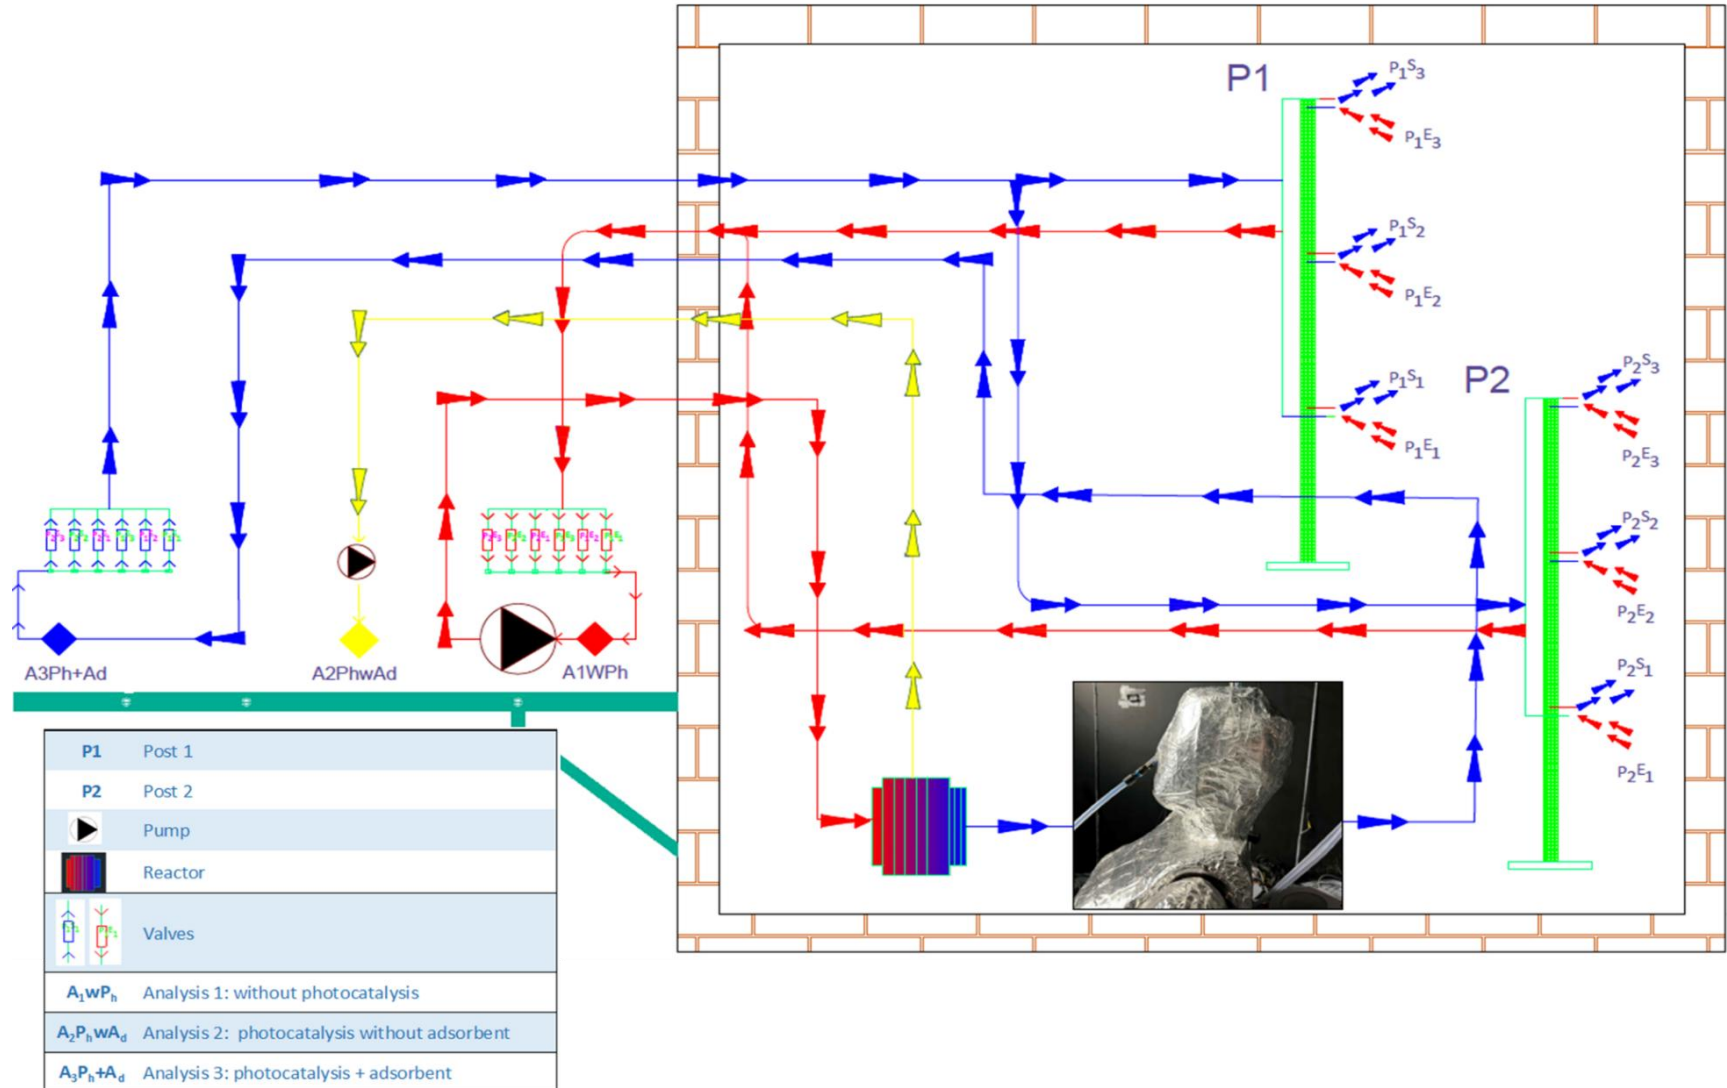 P1
P₁S₃
P₁E₃
P₁S₂
P₁E₂
P₁S₁
P₁E₁
P2
P₂S₃
P₂E₃
P₂S₂
P₂E₂
P₂S₁
P₂E₁
A3Ph+Ad
A2PhwAd
A1WPh
P1 Post 1
P2 Post 2
Pump
Reactor
Valves
A₁wPₕ Analysis 1: without photocatalysis
A₂PₕwA_d Analysis 2: photocatalysis without adsorbent
A₃Pₕ+A_d Analysis 3: photocatalysis + adsorbent